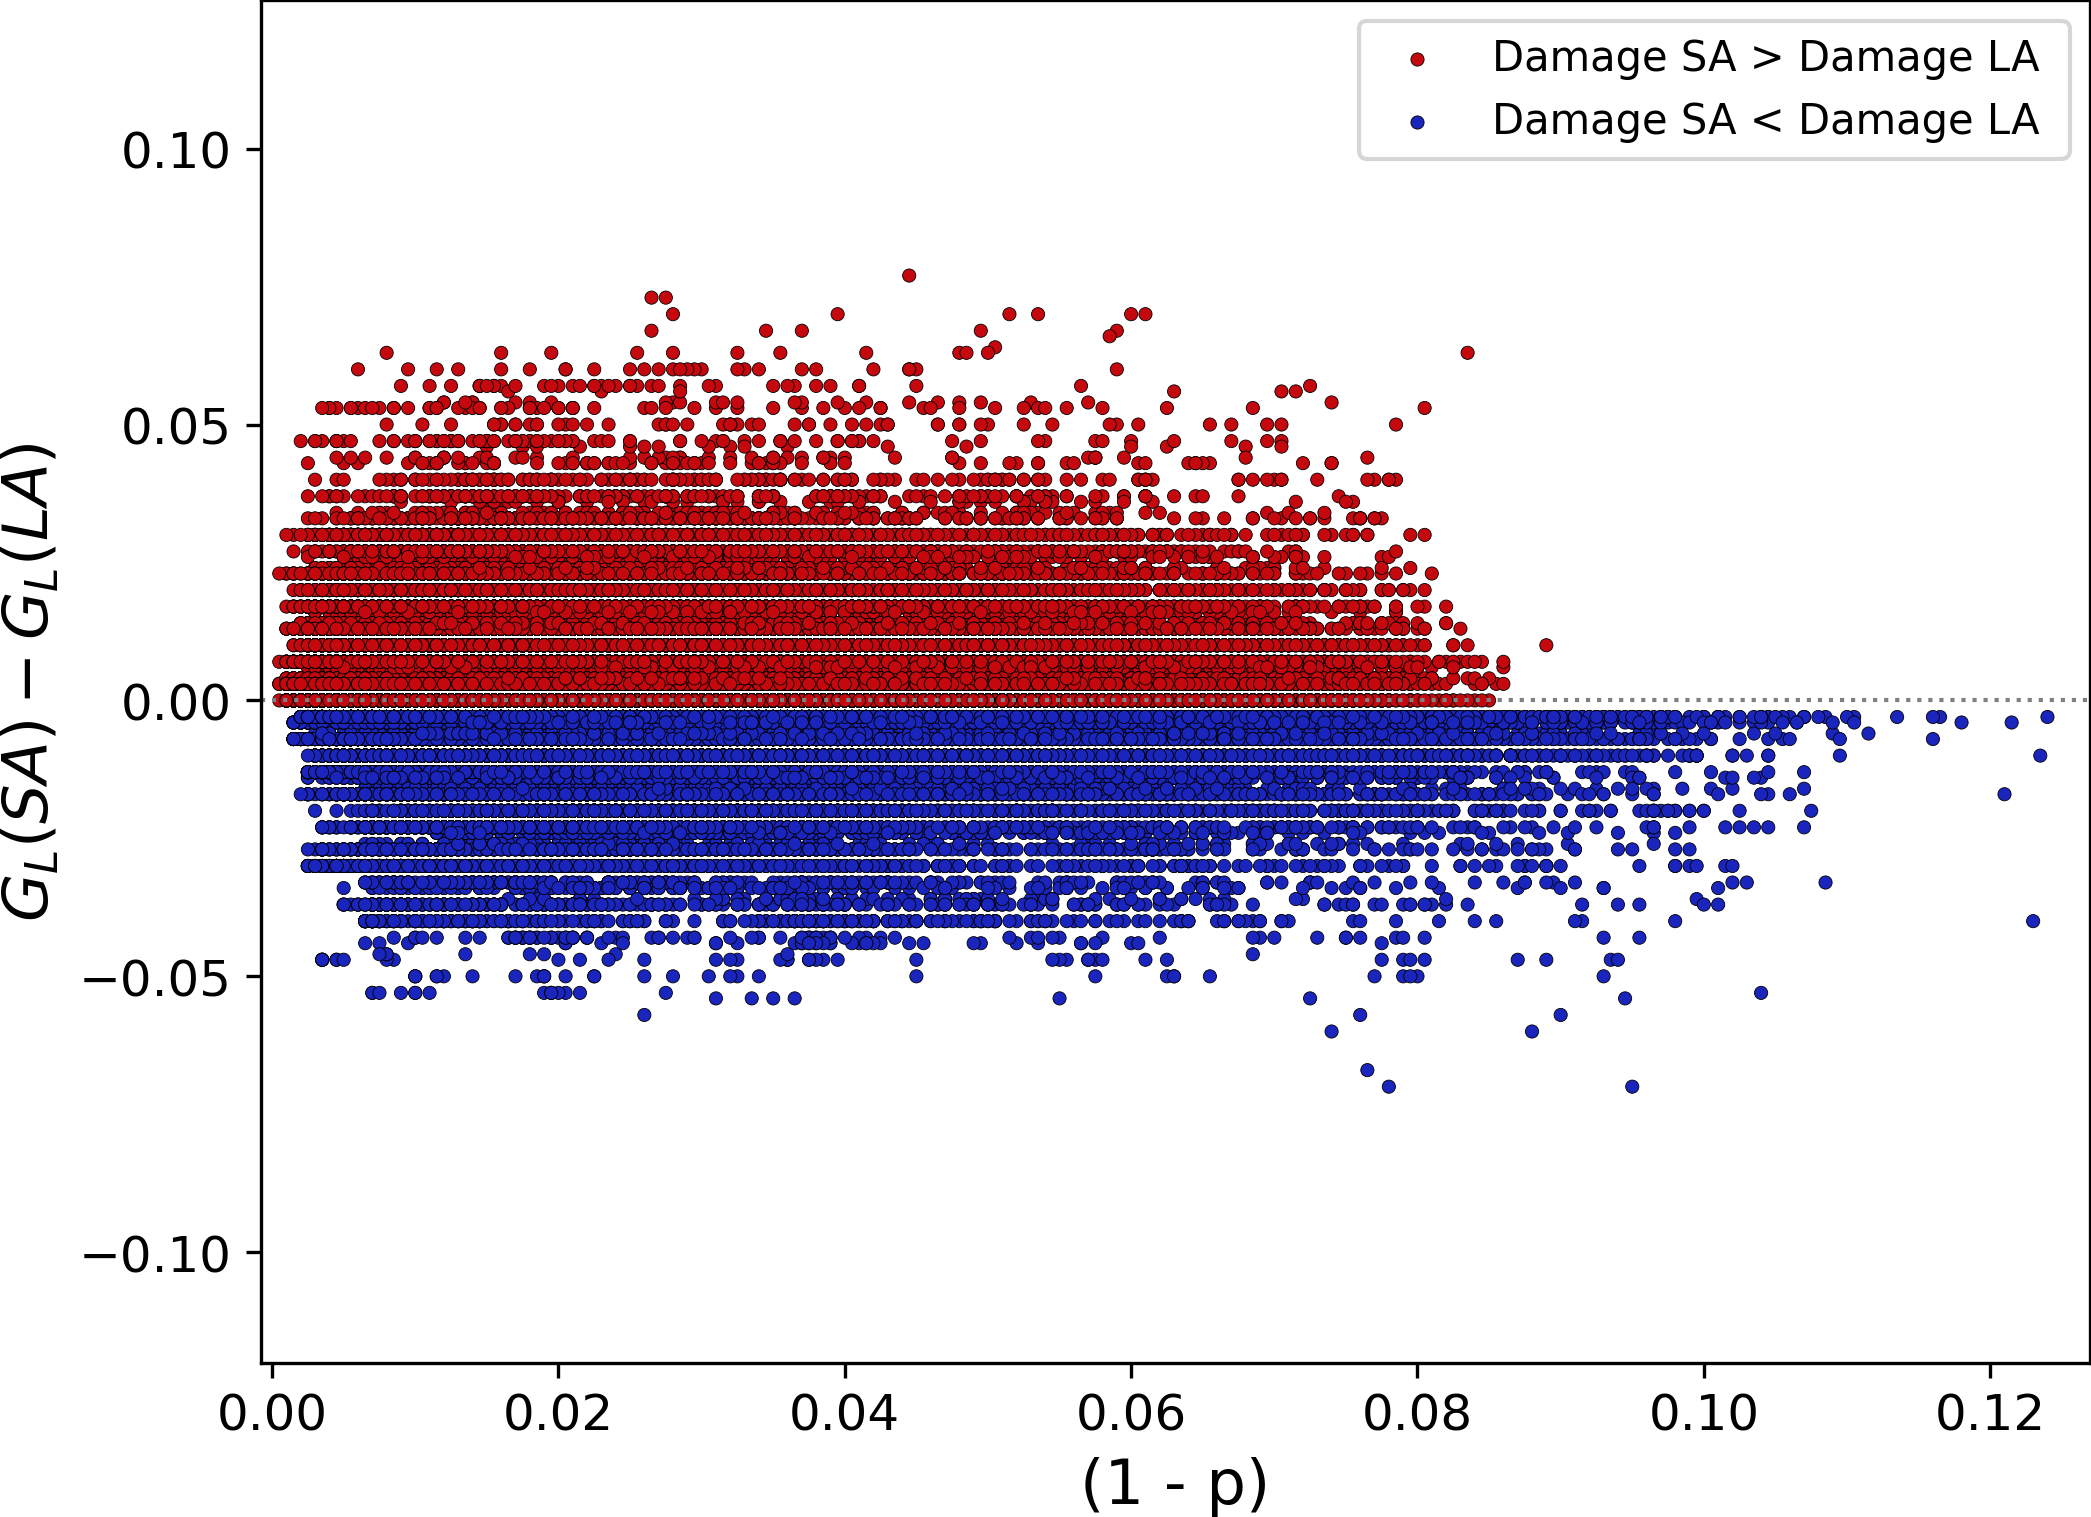 Damage SA > Damage LA
Damage SA < Damage LA
0.10
0.05
0.00
−0.05
−0.10
G_L(SA) − G_L(LA)
0.00 0.02 0.04 0.06 0.08 0.10 0.12
(1 - p)